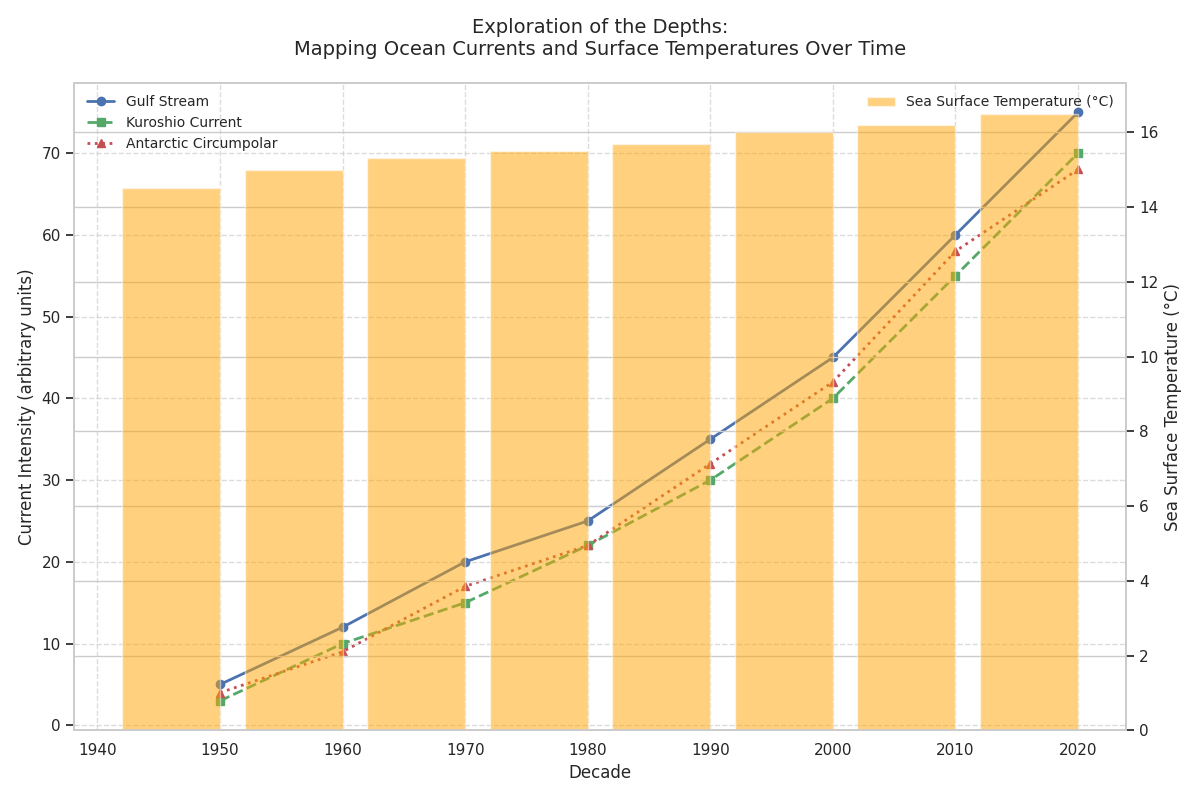 Exploration of the Depths:
Mapping Ocean Currents and Surface Temperatures Over Time
Gulf Stream
Kuroshio Current
Antarctic Circumpolar
Sea Surface Temperature (°C)
Current Intensity (arbitrary units)
70
60
50
40
30
20
10
0
16
14
12
10
8
6
4
2
0
Sea Surface Temperature (°C)
1940 1950 1960 1970 1980 1990 2000 2010 2020
Decade